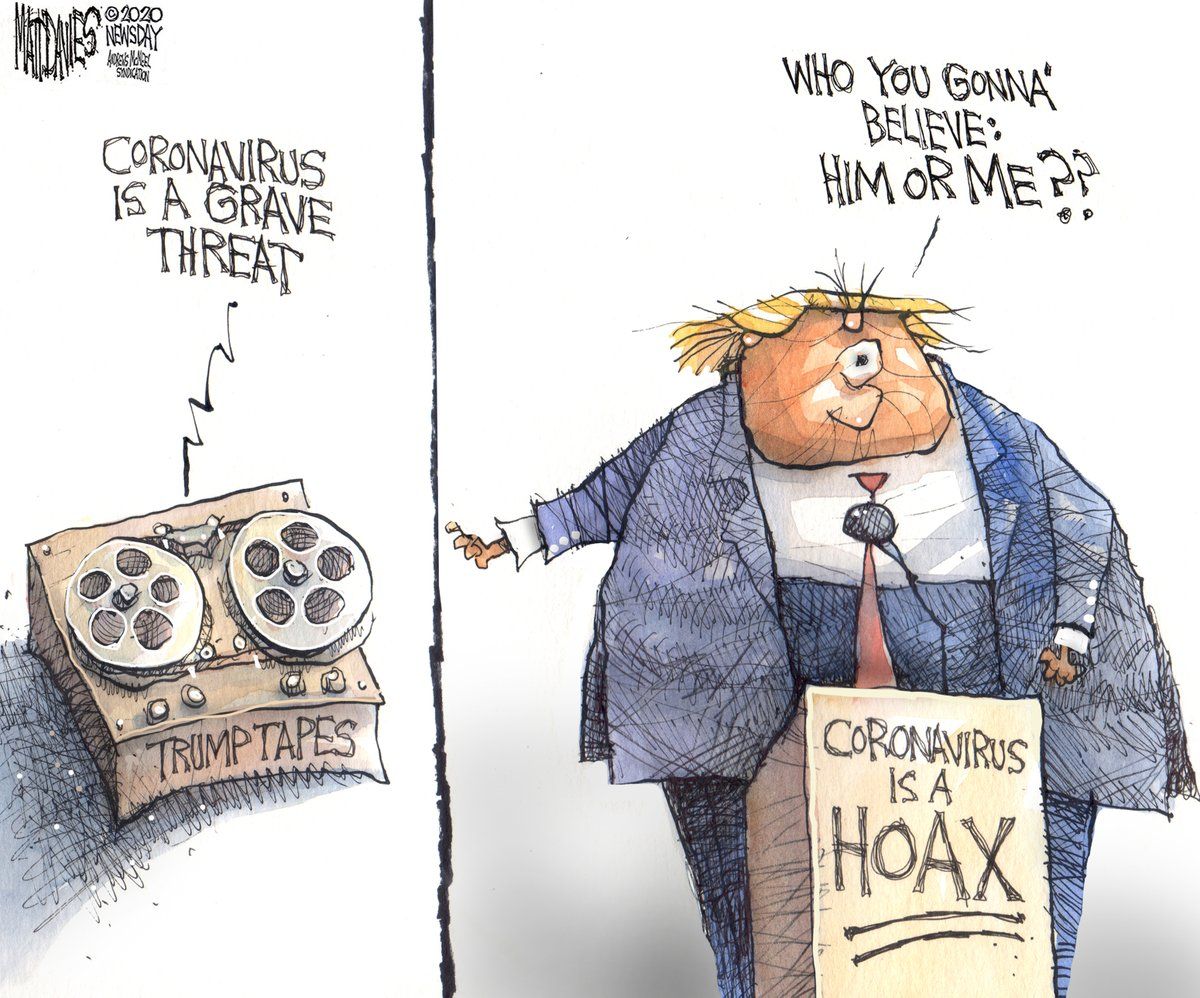 MATT DAVIES
©2020
NEWSDAY
ANDREWS McMEEL
SYNDICATION
CORONAVIRUS
IS A GRAVE
THREAT
TRUMP TAPES
WHO YOU GONNA'
BELIEVE:
HIM OR ME??
CORONAVIRUS
IS A
HOAX